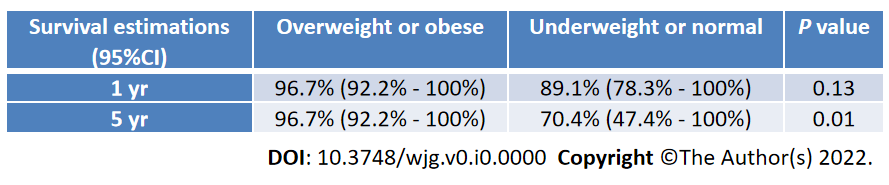 Survival estimations (95%CI) Overweight or obese Underweight or normal P value
1 yr 96.7% (92.2% - 100%) 89.1% (78.3% - 100%) 0.13
5 yr 96.7% (92.2% - 100%) 70.4% (47.4% - 100%) 0.01
DOI: 10.3748/wjg.v0.i0.0000 Copyright ©The Author(s) 2022.